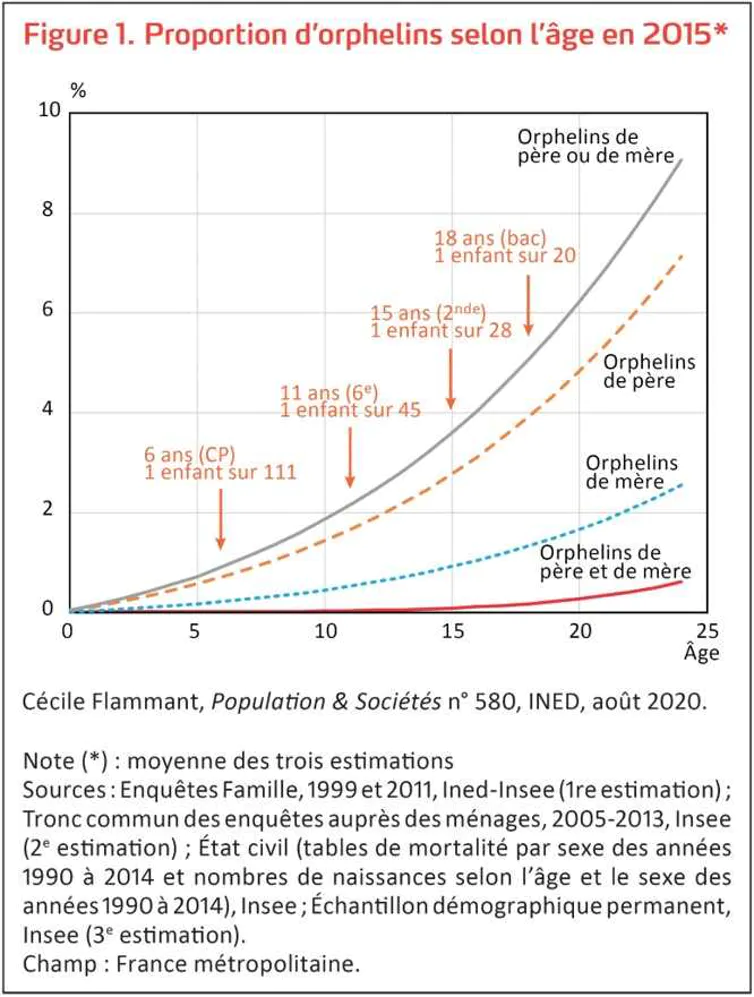 Figure 1. Proportion d’orphelins selon l’âge en 2015*
%
10
Orphelins de
père ou de mère
8
18 ans (bac)
1 enfant sur 20
6
15 ans (2nde)
1 enfant sur 28
Orphelins
de père
4
11 ans (6e)
1 enfant sur 45
6 ans (CP)
1 enfant sur 111
Orphelins
de mère
2
Orphelins de
père et de mère
0
0 5 10 15 20 25
Âge
Cécile Flammant, Population & Sociétés n° 580, INED, août 2020.
Note (*) : moyenne des trois estimations
Sources : Enquêtes Famille, 1999 et 2011, Ined-Insee (1re estimation) ;
Tronc commun des enquêtes auprès des ménages, 2005-2013, Insee
(2e estimation) ; État civil (tables de mortalité par sexe des années
1990 à 2014 et nombres de naissances selon l’âge et le sexe des
années 1990 à 2014), Insee ; Échantillon démographique permanent,
Insee (3e estimation).
Champ : France métropolitaine.